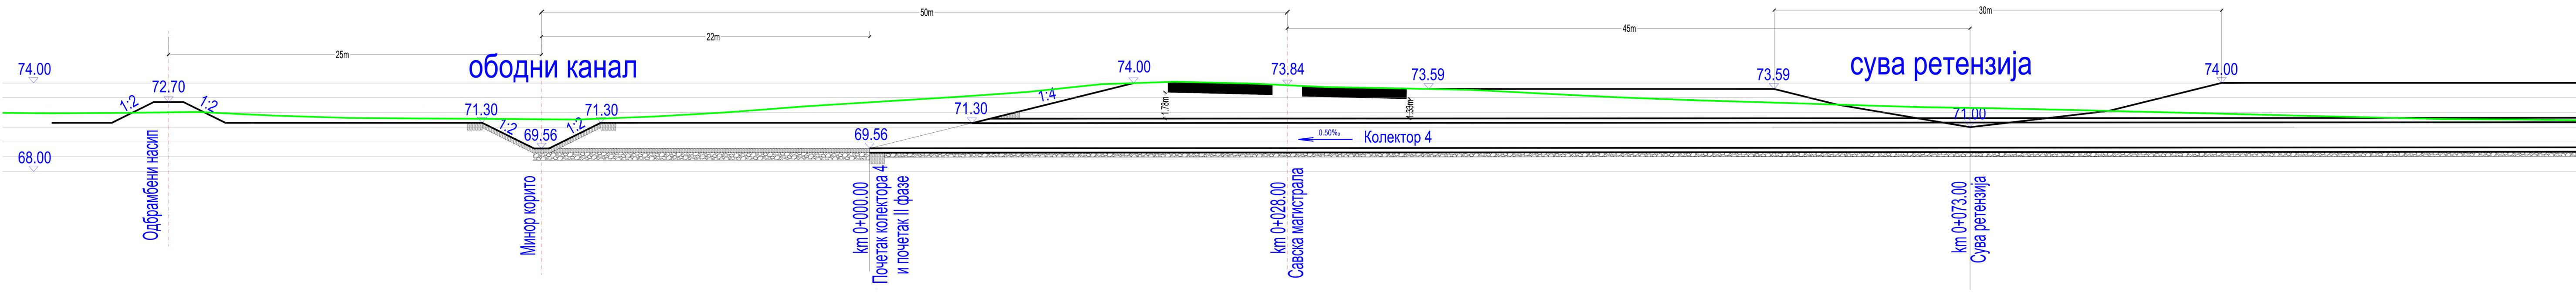 50m
30m
45m
22m
25m
ободни канал
сува ретензија
74.00
72.70
1:2
1:2
71.30
71.30
1:2
1:2
69.56
69.56
71.30
74.00
1:4
1.78m
73.84
73.59
1.33m
73.59
71.00
74.00
0.50‰
Колектор 4
68.00
Одбрамбени насип
Минор корито
km 0+000.00
Почетак колектора 4
и почетак II фазе
km 0+028.00
Савска магистрала
km 0+073.00
Сува ретензија